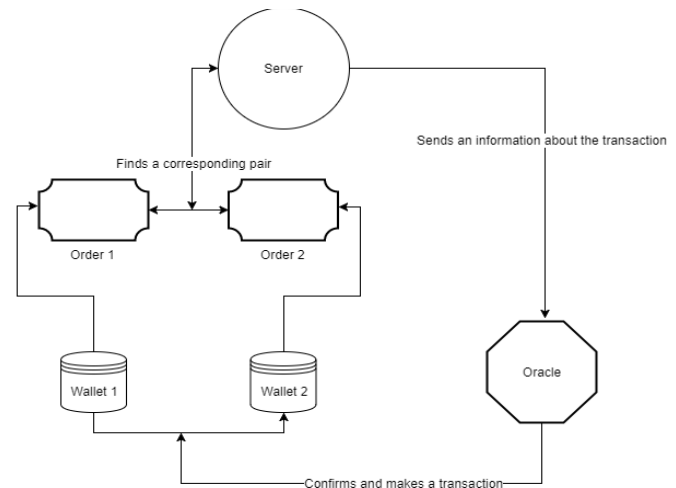 Server
Sends an information about the transaction
Finds a corresponding pair
Order 1
Order 2
Wallet 1
Wallet 2
Oracle
Confirms and makes a transaction